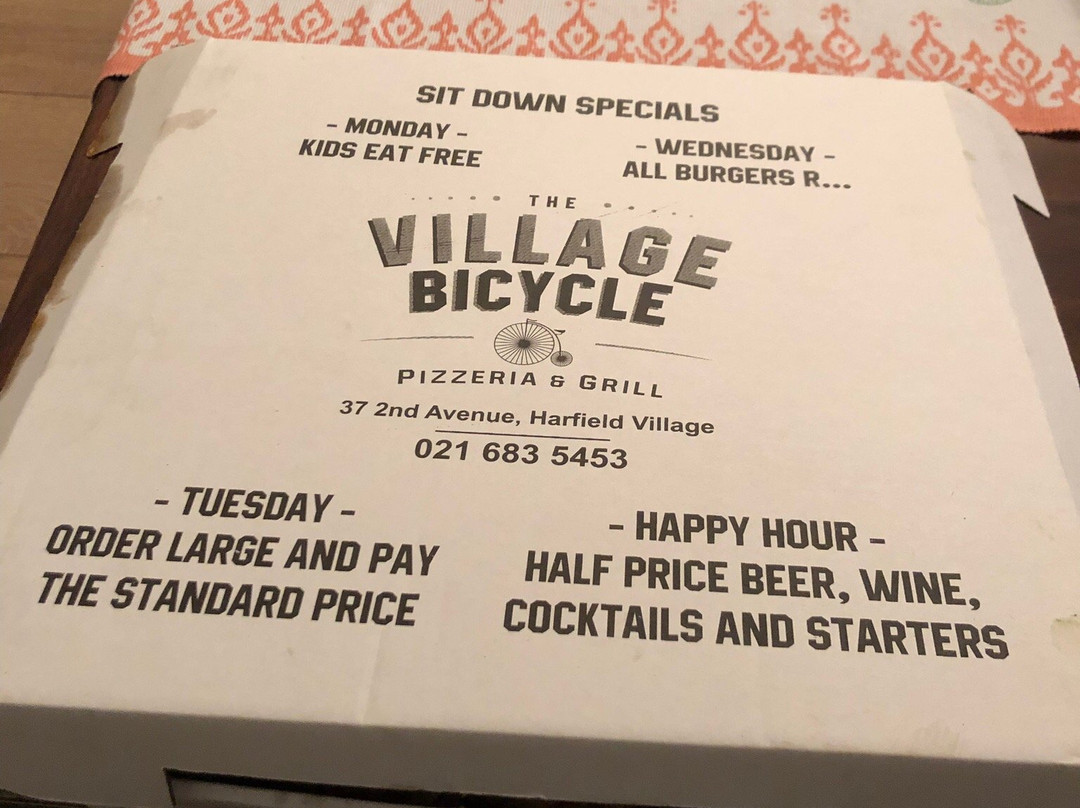 SIT DOWN SPECIALS
- MONDAY -
KIDS EAT FREE
- WEDNESDAY -
ALL BURGERS R...
THE
VILLAGE
BICYCLE
PIZZERIA & GRILL
37 2nd Avenue, Harfield Village
021 683 5453
- TUESDAY -
ORDER LARGE AND PAY
THE STANDARD PRICE
- HAPPY HOUR -
HALF PRICE BEER, WINE,
COCKTAILS AND STARTERS